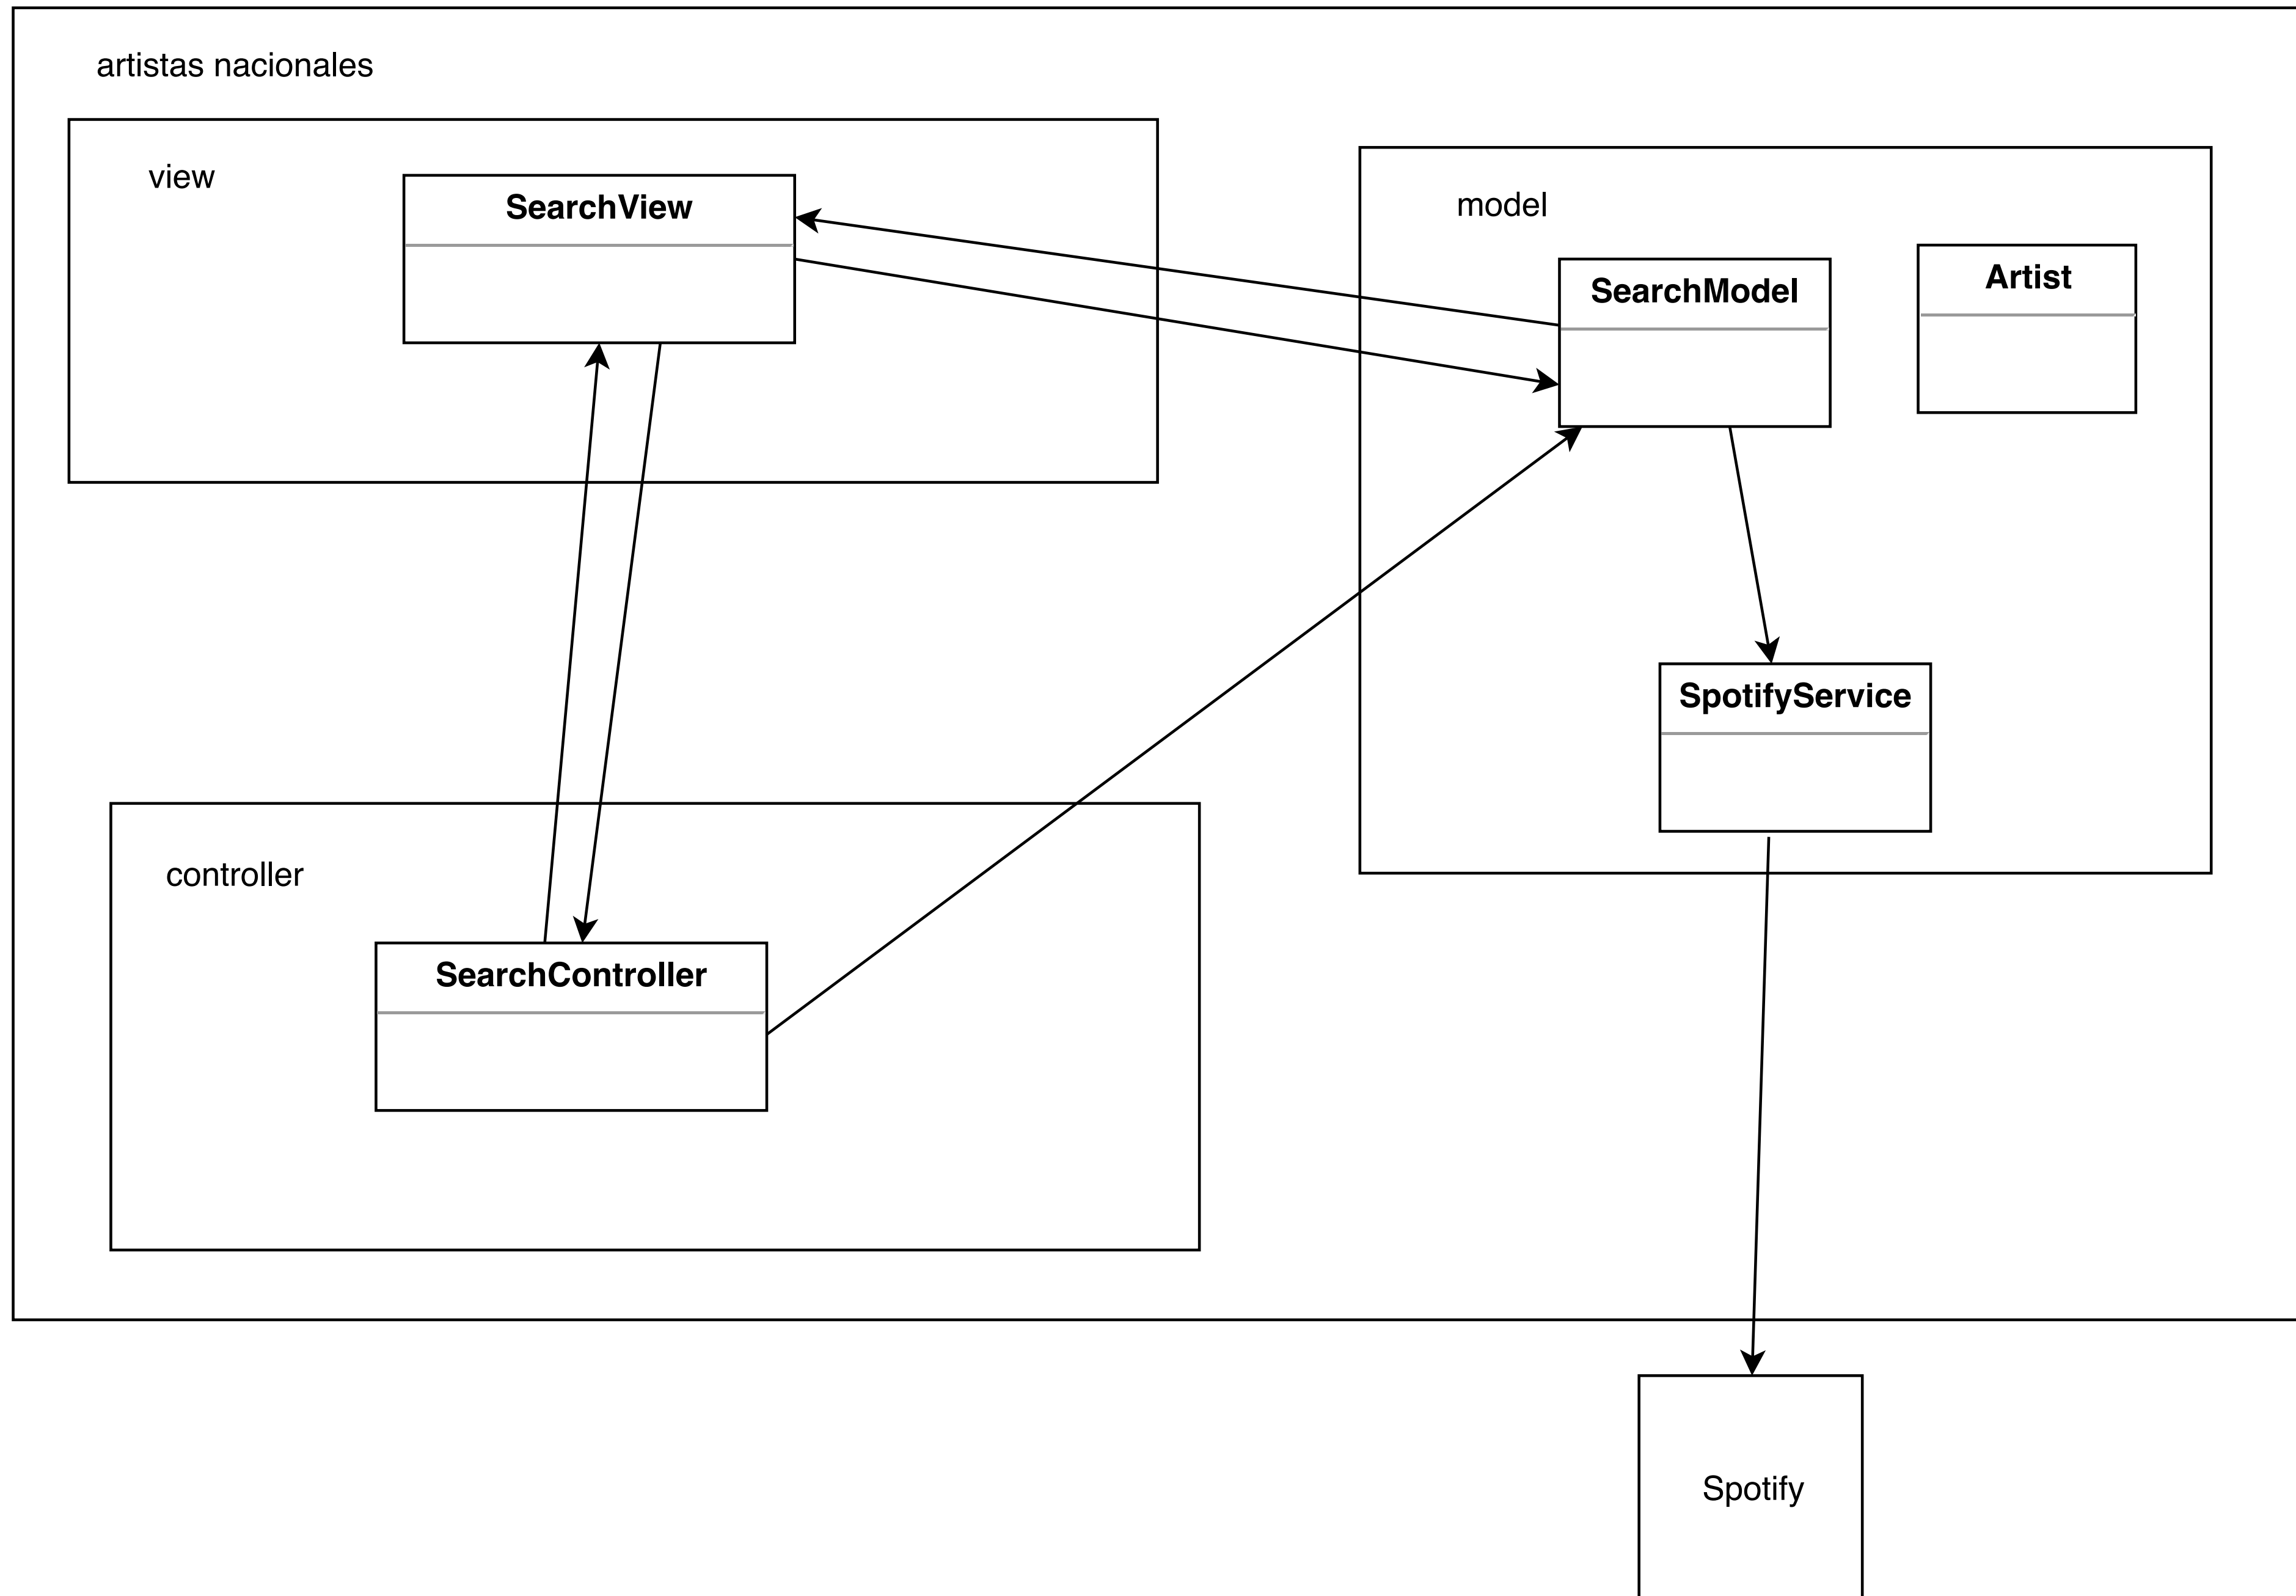 artistas nacionales
view
SearchView
model
SearchModel
Artist
SpotifyService
controller
SearchController
Spotify